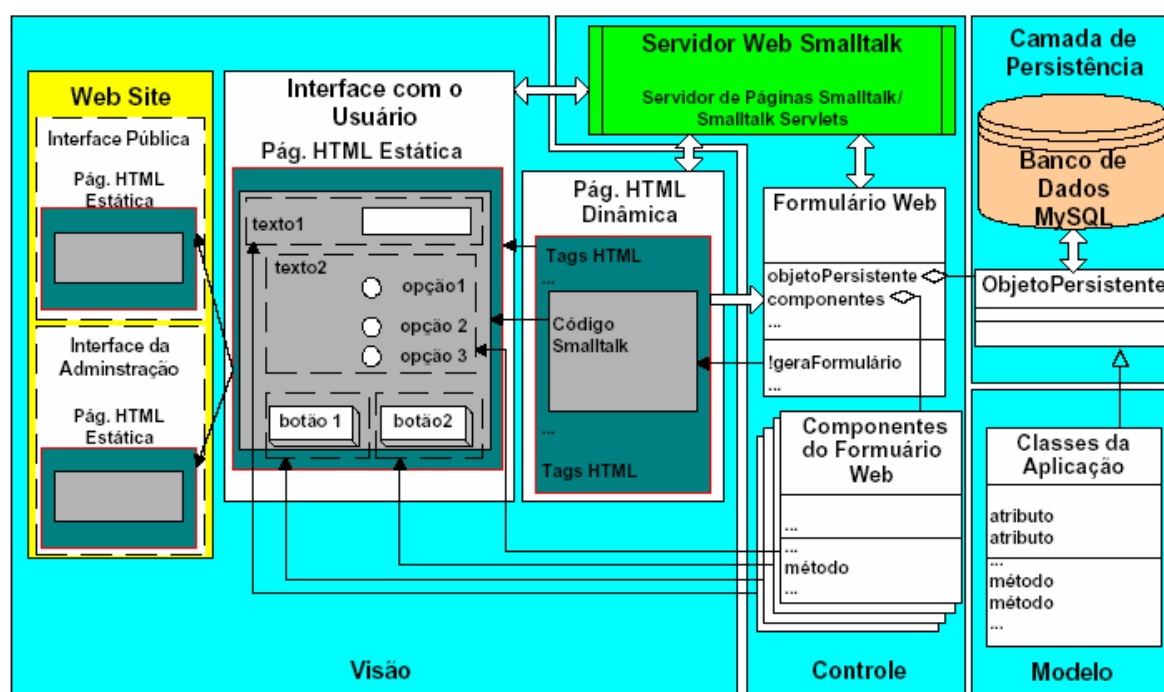 Web Site
Interface Pública
Pág. HTML
Estática
Interface da
Adminstração
Pág. HTML
Estática
Interface com o
Usuário
Pág. HTML Estática
texto1
texto2
opção1
opção 2
opção 3
botão 1
botão2
Visão
Servidor Web Smalltalk
Servidor de Páginas Smalltalk/
Smalltalk Servlets
Pág. HTML
Dinâmica
Tags HTML
...
Código
Smalltalk
...
Tags HTML
Formulário Web
objetoPersistente
componentes
...
!geraFormulário
...
Componentes
do Formuário
Web
...
...
método
...
Controle
Camada de
Persistência
Banco de
Dados
MySQL
ObjetoPersistente
Classes da
Aplicação
atributo
atributo
...
método
método
...
Modelo